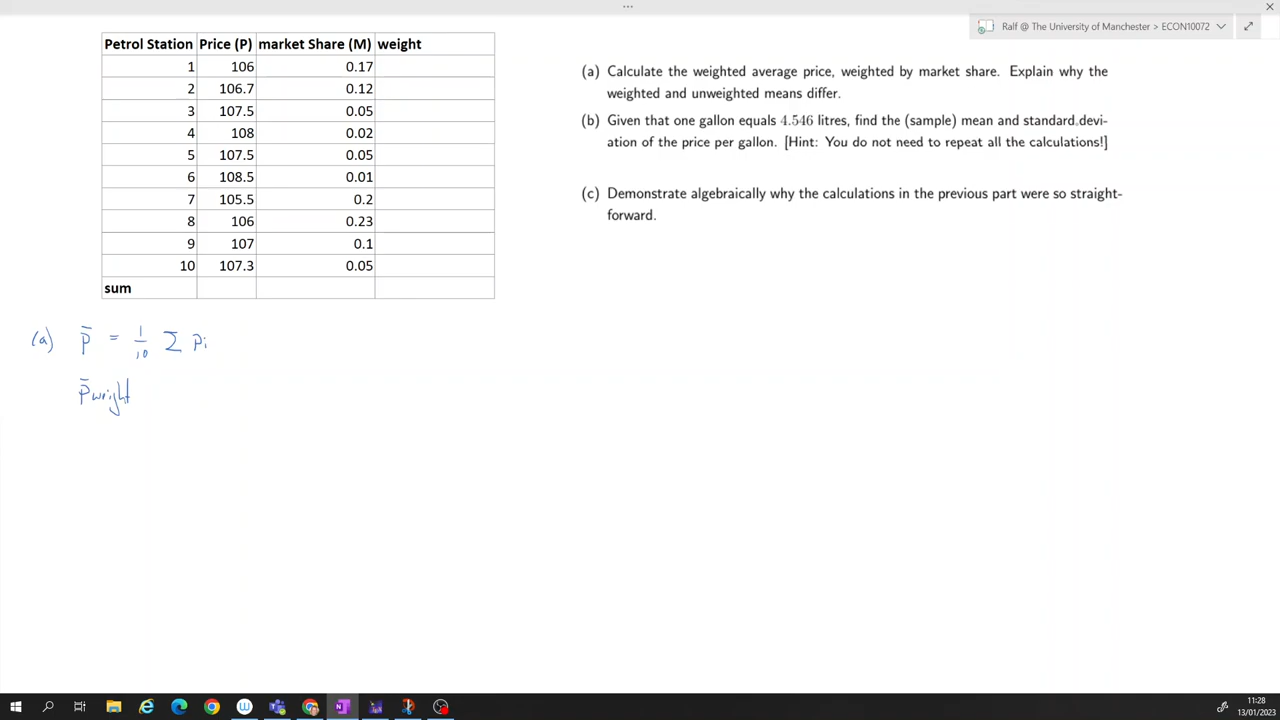 Ralf @ The University of Manchester > ECON10072
Petrol Station Price (P) market Share (M) weight
1 106 0.17
2 106.7 0.12
3 107.5 0.05
4 108 0.02
5 107.5 0.05
6 108.5 0.01
7 105.5 0.2
8 106 0.23
9 107 0.1
10 107.3 0.05
sum
(a) Calculate the weighted average price, weighted by market share. Explain why the
weighted and unweighted means differ.
(b) Given that one gallon equals 4.546 litres, find the (sample) mean and standard devi-
ation of the price per gallon. [Hint: You do not need to repeat all the calculations!]
(c) Demonstrate algebraically why the calculations in the previous part were so straight-
forward.
(a) p̄ = 1/10 Σ pi
p̄ weight
11:28
13/01/2023